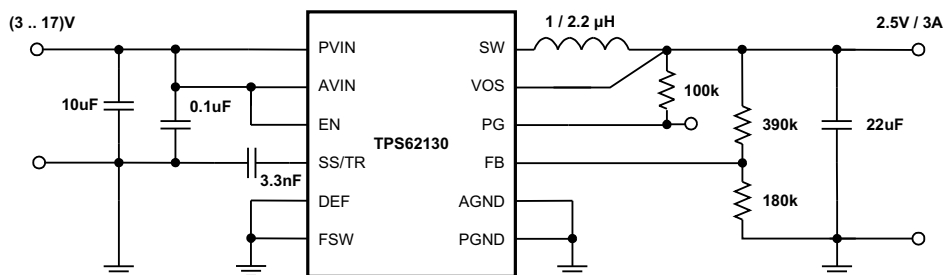 (3 .. 17)V
1 / 2.2 µH
2.5V / 3A
PVIN
SW
AVIN
VOS
10uF
0.1uF
100k
EN
PG
390k
22uF
TPS62130
SS/TR
FB
3.3nF
180k
DEF
AGND
FSW
PGND